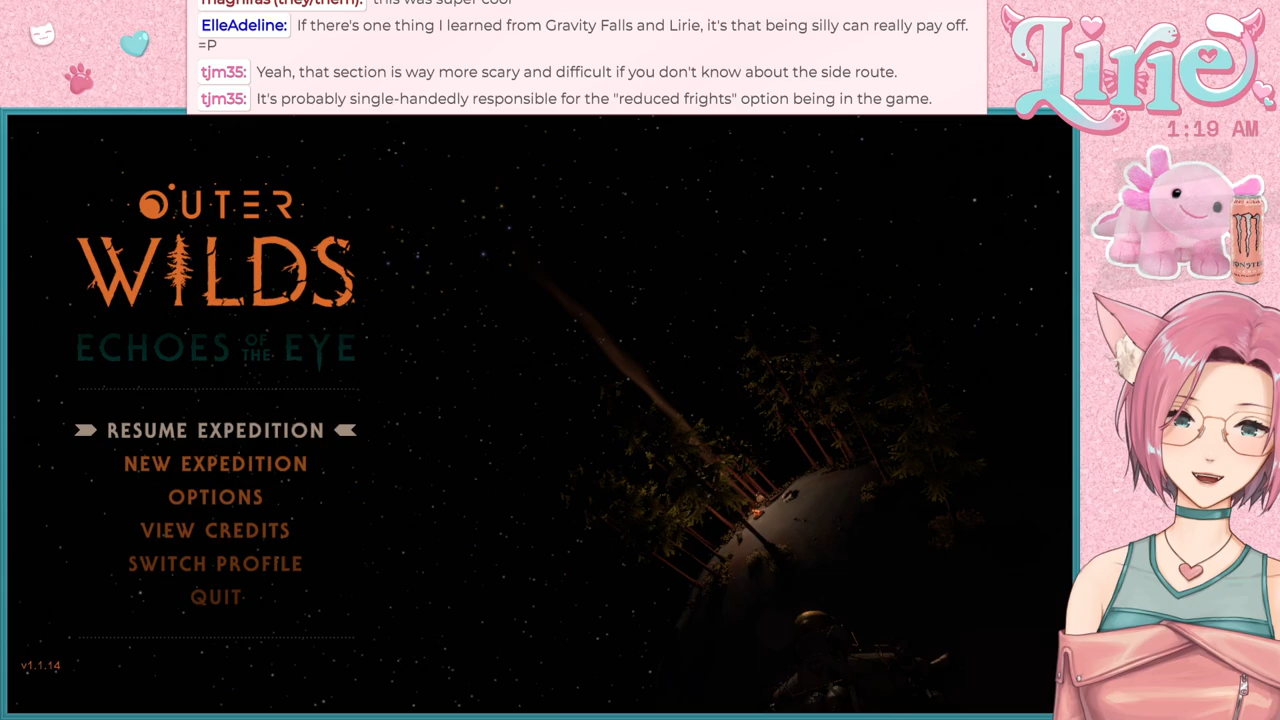 magnifras (they/them): this was super cool
ElleAdeline: If there's one thing I learned from Gravity Falls and Lirie, it's that being silly can really pay off.
=P
tjm35: Yeah, that section is way more scary and difficult if you don't know about the side route.
tjm35: It's probably single-handedly responsible for the "reduced frights" option being in the game.
Lirie
1:19 AM
OUTER
WILDS
ECHOES OF THE EYE
RESUME EXPEDITION
NEW EXPEDITION
OPTIONS
VIEW CREDITS
SWITCH PROFILE
QUIT
v1.1.14
MONSTER